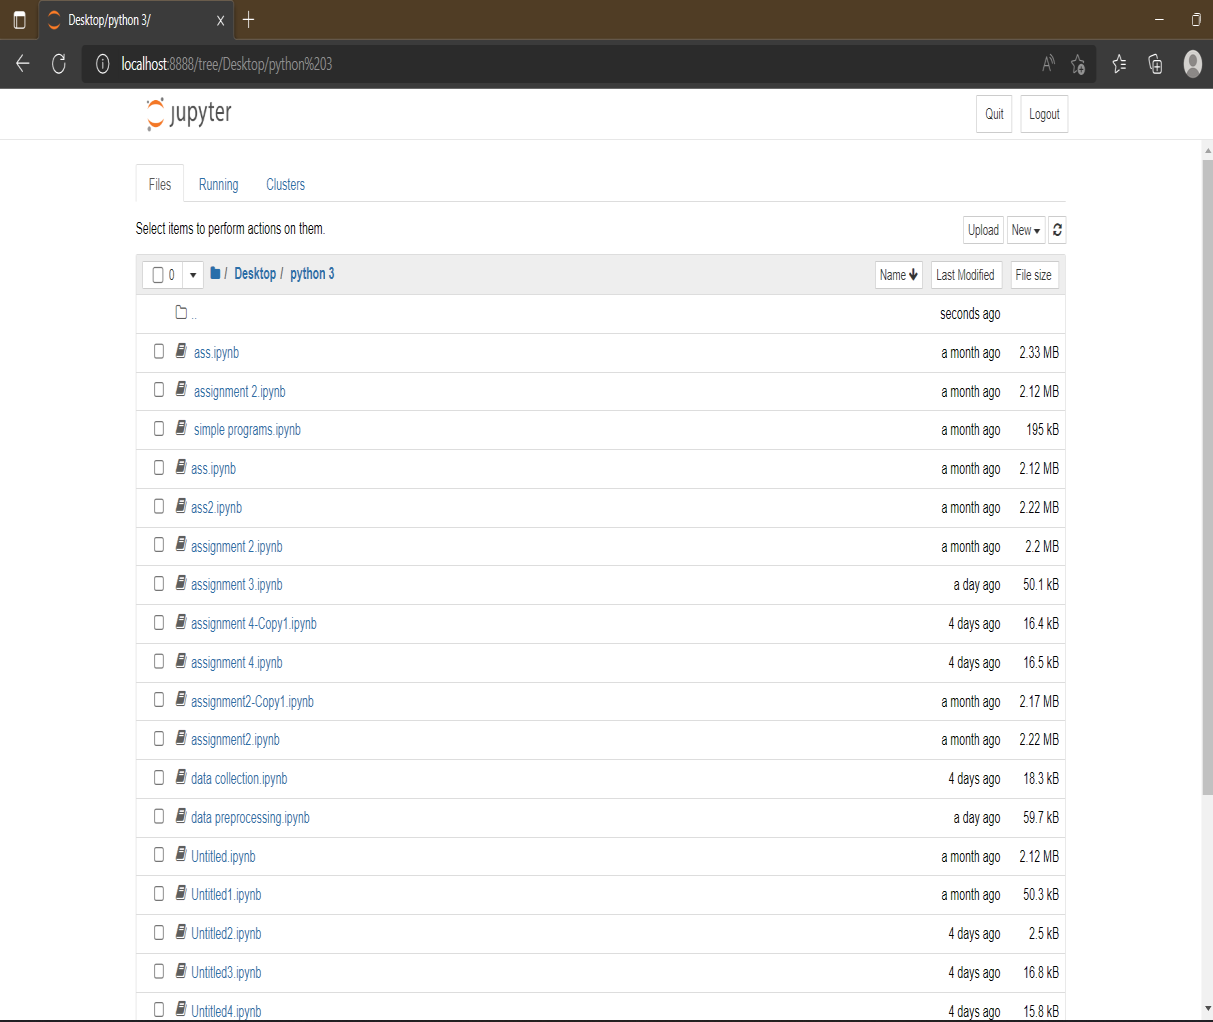 Desktop/python 3/
localhost:8888/tree/Desktop/python%203
jupyter
Quit Logout
Files Running Clusters
Select items to perform actions on them.
Upload New
0 / Desktop / python 3 Name Last Modified File size
.. seconds ago
ass.ipynb a month ago 2.33 MB
assignment 2.ipynb a month ago 2.12 MB
simple programs.ipynb a month ago 195 kB
ass.ipynb a month ago 2.12 MB
ass2.ipynb a month ago 2.22 MB
assignment 2.ipynb a month ago 2.2 MB
assignment 3.ipynb a day ago 50.1 kB
assignment 4-Copy1.ipynb 4 days ago 16.4 kB
assignment 4.ipynb 4 days ago 16.5 kB
assignment2-Copy1.ipynb a month ago 2.17 MB
assignment2.ipynb a month ago 2.22 MB
data collection.ipynb 4 days ago 18.3 kB
data preprocessing.ipynb a day ago 59.7 kB
Untitled.ipynb a month ago 2.12 MB
Untitled1.ipynb a month ago 50.3 kB
Untitled2.ipynb 4 days ago 2.5 kB
Untitled3.ipynb 4 days ago 16.8 kB
Untitled4.ipynb 4 days ago 15.8 kB